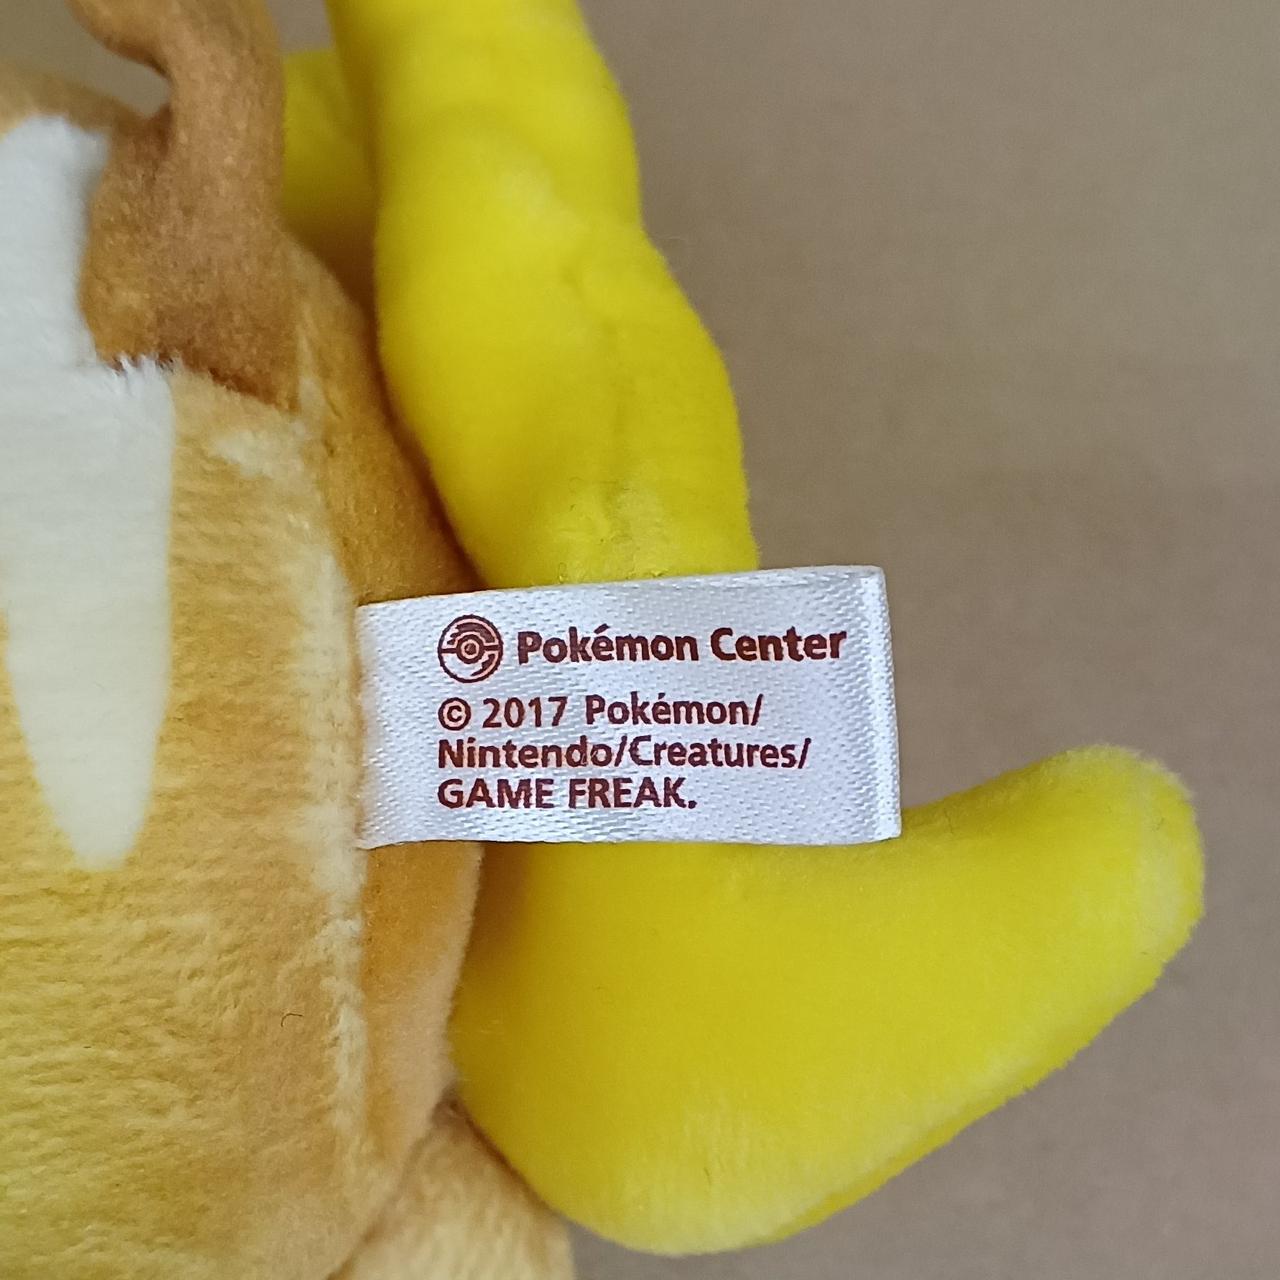 Pokémon Center
© 2017 Pokémon/
Nintendo/Creatures/
GAME FREAK.